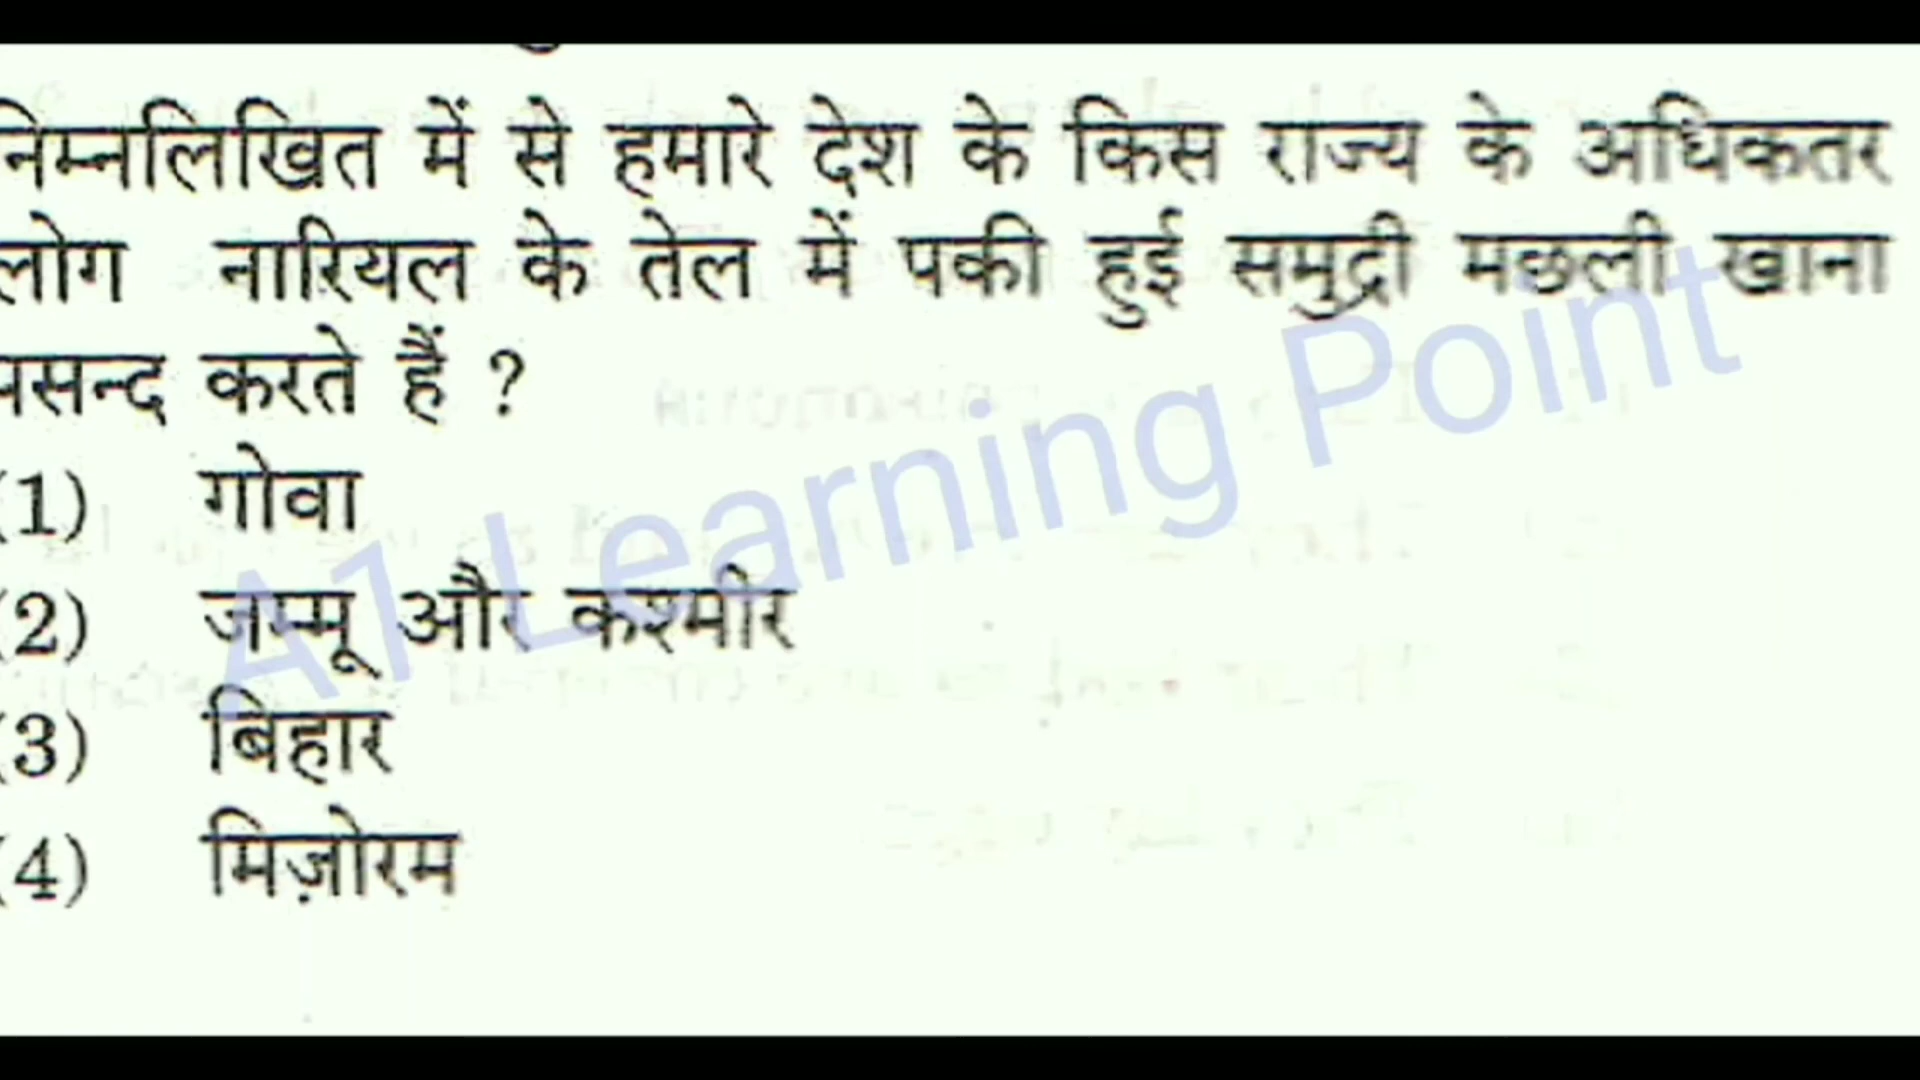 निम्नलिखित में से हमारे देश के किस राज्य के अधिकतर
लोग नारियल के तेल में पकी हुई समुद्री मछली खाना
पसन्द करते हैं ?
(1) गोवा
(2) जम्मू और कश्मीर
(3) बिहार
(4) मिज़ोरम
A1 Learning Point